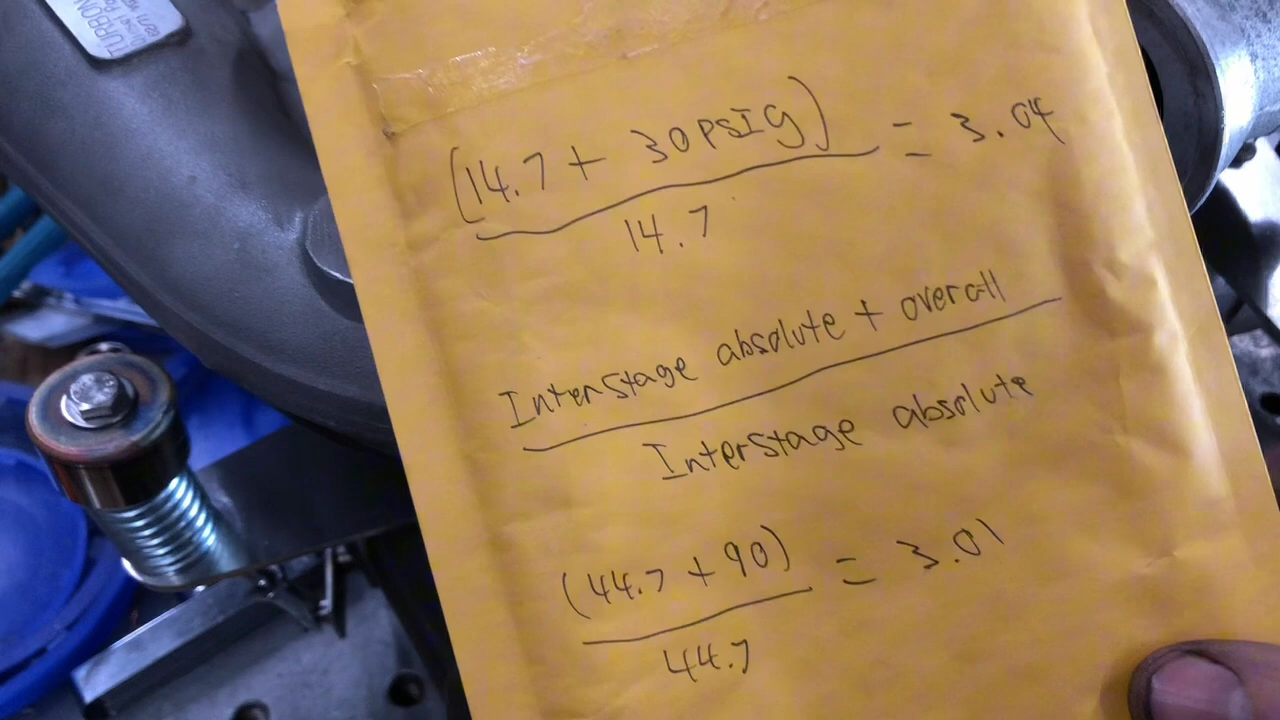 TURBON
(14.7 + 30 PSIg) = 3.04
14.7
Interstage absolute + overall
Interstage absolute
(44.7 + 90) = 3.01
44.7